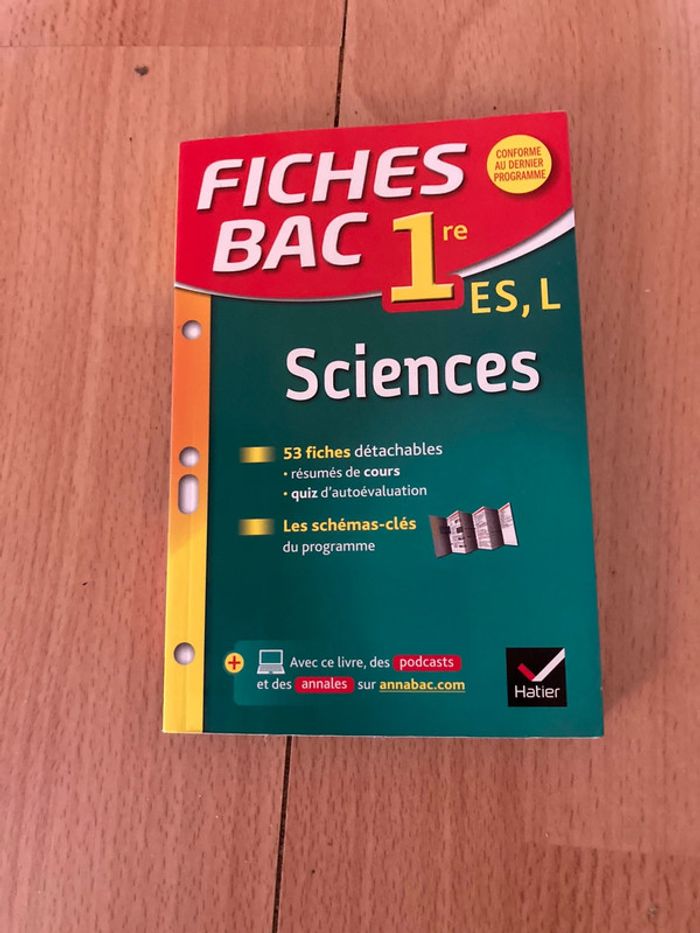 FICHES
BAC 1re
CONFORME
AU DERNIER
PROGRAMME
ES, L
Sciences
53 fiches détachables
• résumés de cours
• quiz d'autoévaluation
Les schémas-clés
du programme
+ Avec ce livre, des podcasts
et des annales sur annabac.com
Hatier